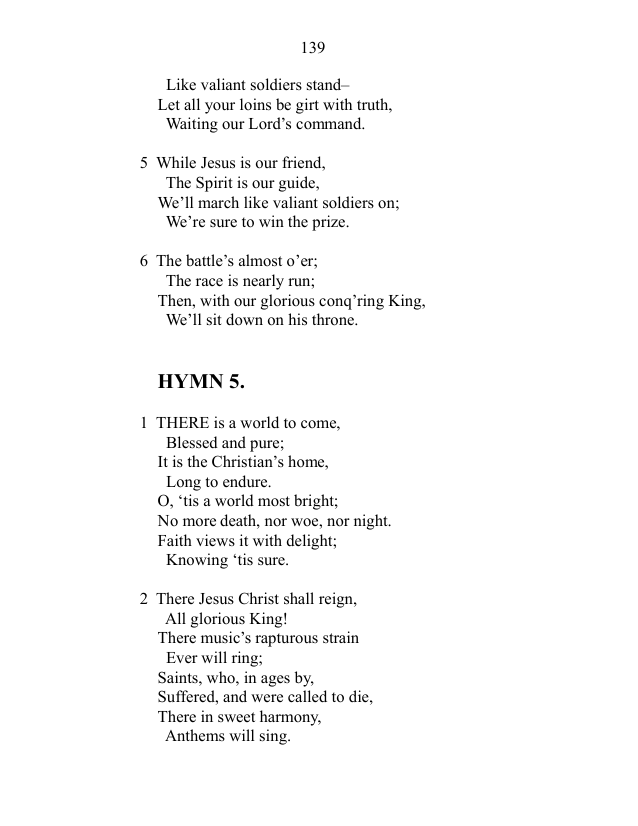 139
Like valiant soldiers stand–
Let all your loins be girt with truth,
Waiting our Lord’s command.
5 While Jesus is our friend,
The Spirit is our guide,
We’ll march like valiant soldiers on;
We’re sure to win the prize.
6 The battle’s almost o’er;
The race is nearly run;
Then, with our glorious conq’ring King,
We’ll sit down on his throne.
HYMN 5.
1 THERE is a world to come,
Blessed and pure;
It is the Christian’s home,
Long to endure.
O, ‘tis a world most bright;
No more death, nor woe, nor night.
Faith views it with delight;
Knowing ‘tis sure.
2 There Jesus Christ shall reign,
All glorious King!
There music’s rapturous strain
Ever will ring;
Saints, who, in ages by,
Suffered, and were called to die,
There in sweet harmony,
Anthems will sing.